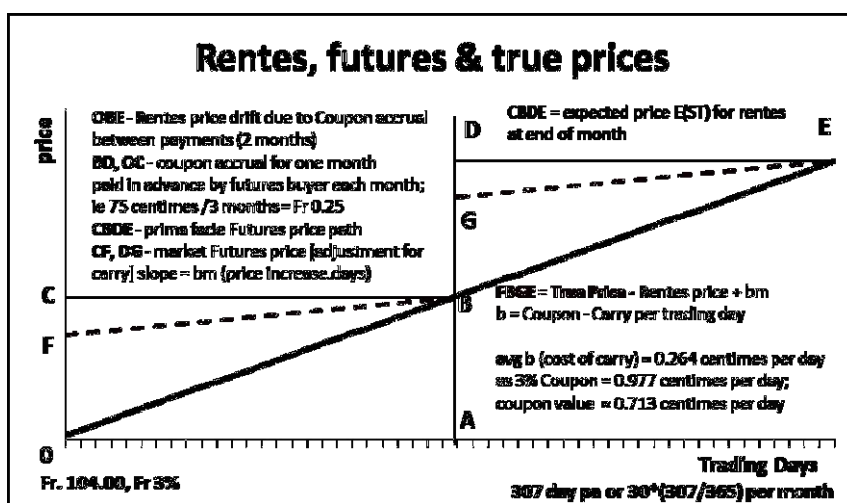 Rentes, futures & true prices
price
OBE - Rentes price drift due to Coupon accrual
between payments (2 months)
BD, OC - coupon accrual for one month
paid in advance by futures buyer each month;
ie 75 centimes /3 months= Fr 0.25
CBDE - prima facie Futures price path
CF, DG - market Futures price [adjustment for
carry] slope = bm (price increase.days)
CBDE = expected price E(ST) for rentes
at end of month
D
E
G
C
B
F
FBGE = True Price - Rentes price + bm
b = Coupon - Carry per trading day
avg b (cost of carry) = 0.264 centimes per day
as 3% Coupon = 0.977 centimes per day;
coupon value = 0.713 centimes per day
A
O
Trading Days
Fr. 104.00, Fr 3%
307 day pa or 30*(307/365) per month